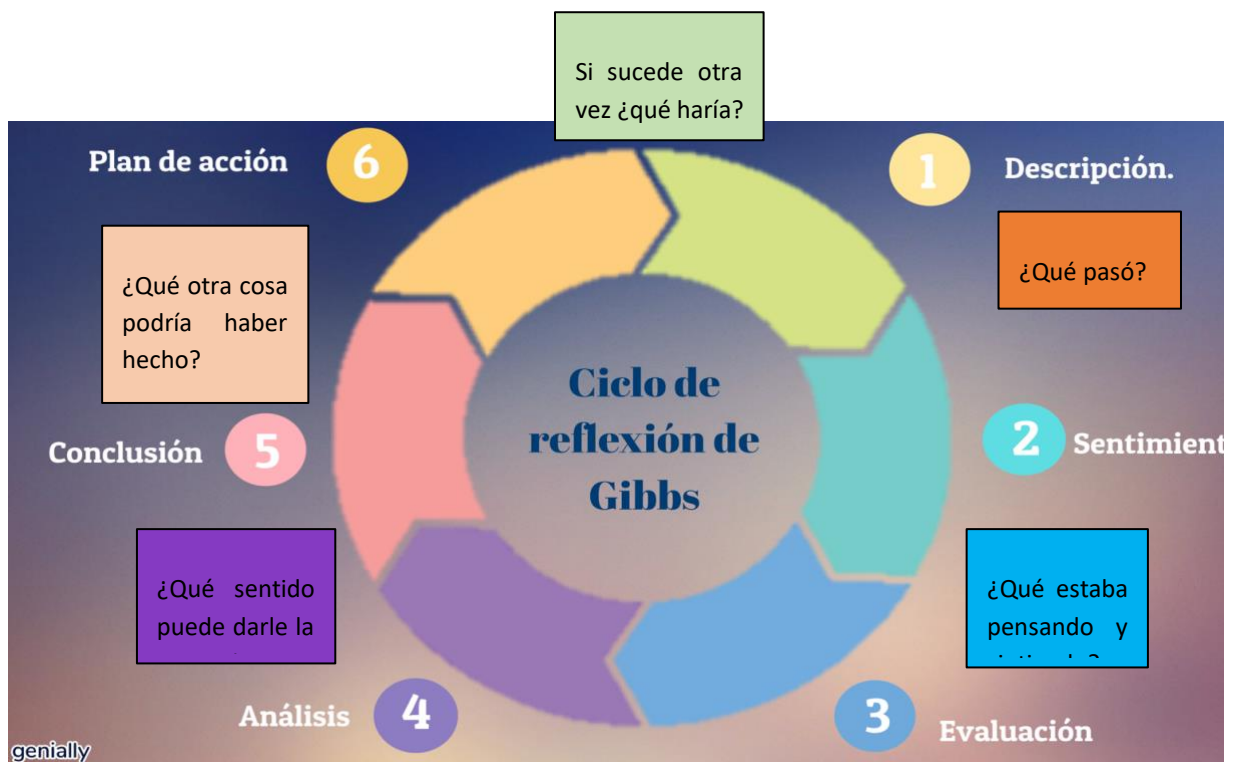 Si sucede otra
vez ¿qué haría?
Plan de acción
6
1
Descripción.
¿Qué pasó?
¿Qué otra cosa
podría haber
hecho?
Ciclo de
reflexión de
Gibbs
Conclusión
5
2
Sentimient
¿Qué sentido
puede darle la
¿Qué estaba
pensando y
Análisis
4
3
Evaluación
genially